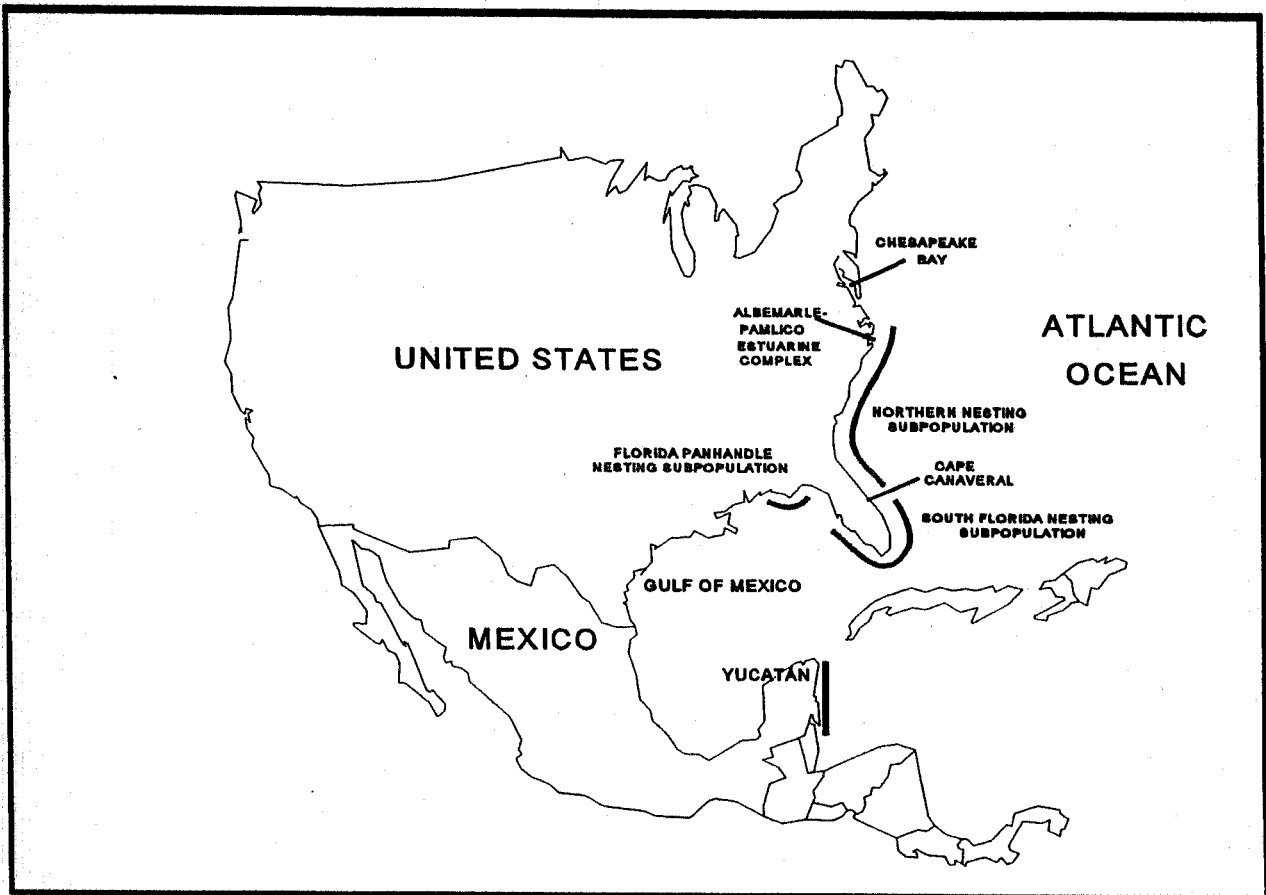 CHESAPEAKE
BAY
ALBEMARLE-
PAMLICO
ESTUARINE
COMPLEX
ATLANTIC
OCEAN
UNITED STATES
NORTHERN NESTING
SUBPOPULATION
FLORIDA PANHANDLE
NESTING SUBPOPULATION
CAPE
CANAVERAL
SOUTH FLORIDA NESTING
SUBPOPULATION
GULF OF MEXICO
MEXICO
YUCATAN